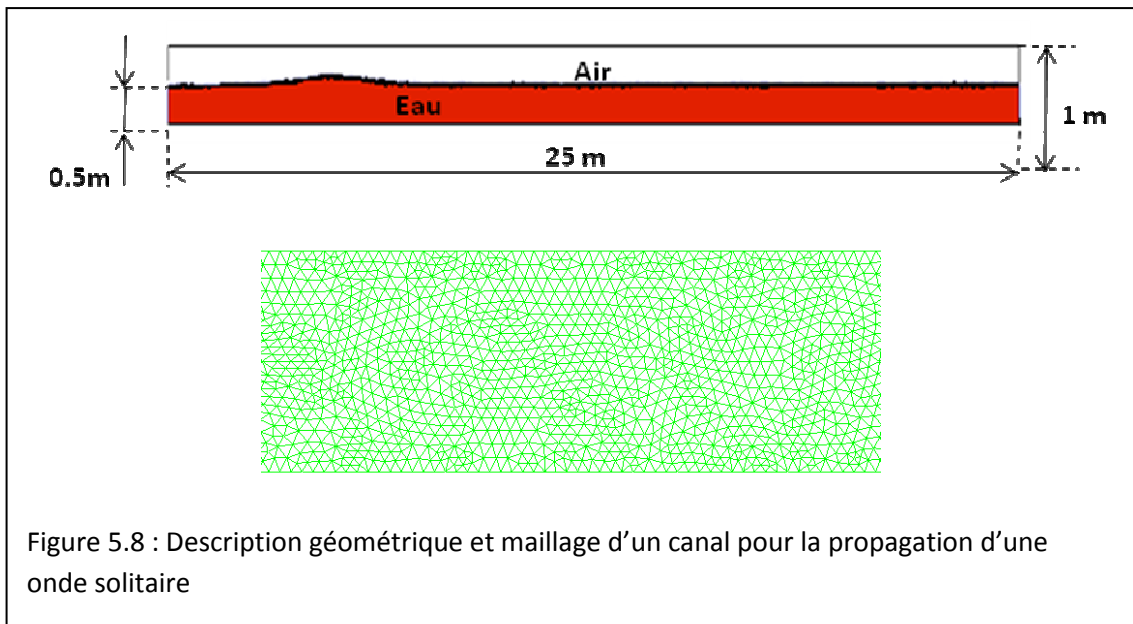 Air
Eau
1 m
25 m
0.5m
Figure 5.8 : Description géométrique et maillage d’un canal pour la propagation d’une
onde solitaire